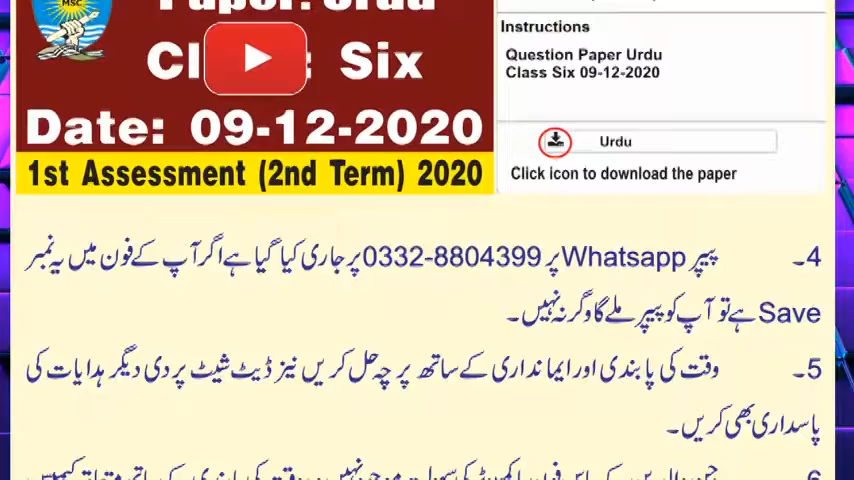 MSC
Paper: Urdu
Class: Six
Date: 09-12-2020
1st Assessment (2nd Term) 2020
Instructions
Question Paper Urdu
Class Six 09-12-2020
Urdu
Click icon to download the paper
4۔ پیپر Whatsapp پر 0332-8804399 پر جاری کیا گیا ہے اگر آپ کے فون میں یہ نمبر
Save ہے تو آپ کو پیپر ملے گا وگرنہ نہیں۔
5۔ وقت کی پابندی اور ایمانداری کے ساتھ پرچہ حل کریں نیز ڈیٹ شیٹ پر دی دیگر ہدایات کی
پاسداری بھی کریں۔